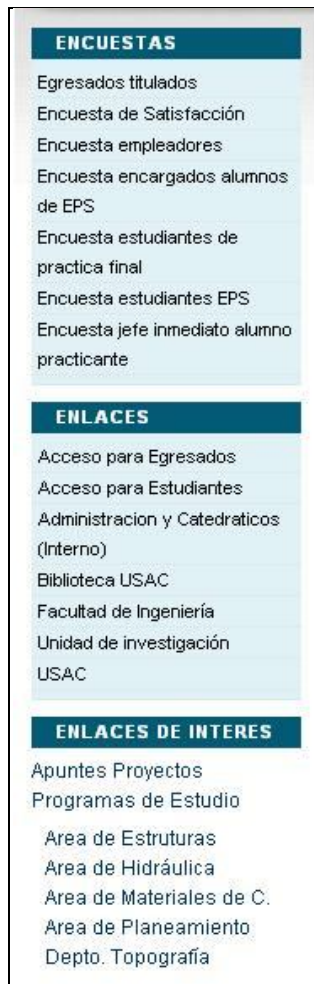 ENCUESTAS
Egresados titulados
Encuesta de Satisfacción
Encuesta empleadores
Encuesta encargados alumnos
de EPS
Encuesta estudiantes de
practica final
Encuesta estudiantes EPS
Encuesta jefe inmediato alumno
practicante
ENLACES
Acceso para Egresados
Acceso para Estudiantes
Administracion y Catedraticos
(Interno)
Biblioteca USAC
Facultad de Ingeniería
Unidad de investigación
USAC
ENLACES DE INTERES
Apuntes Proyectos
Programas de Estudio
Area de Estruturas
Area de Hidráulica
Area de Materiales de C.
Area de Planeamiento
Depto. Topografía